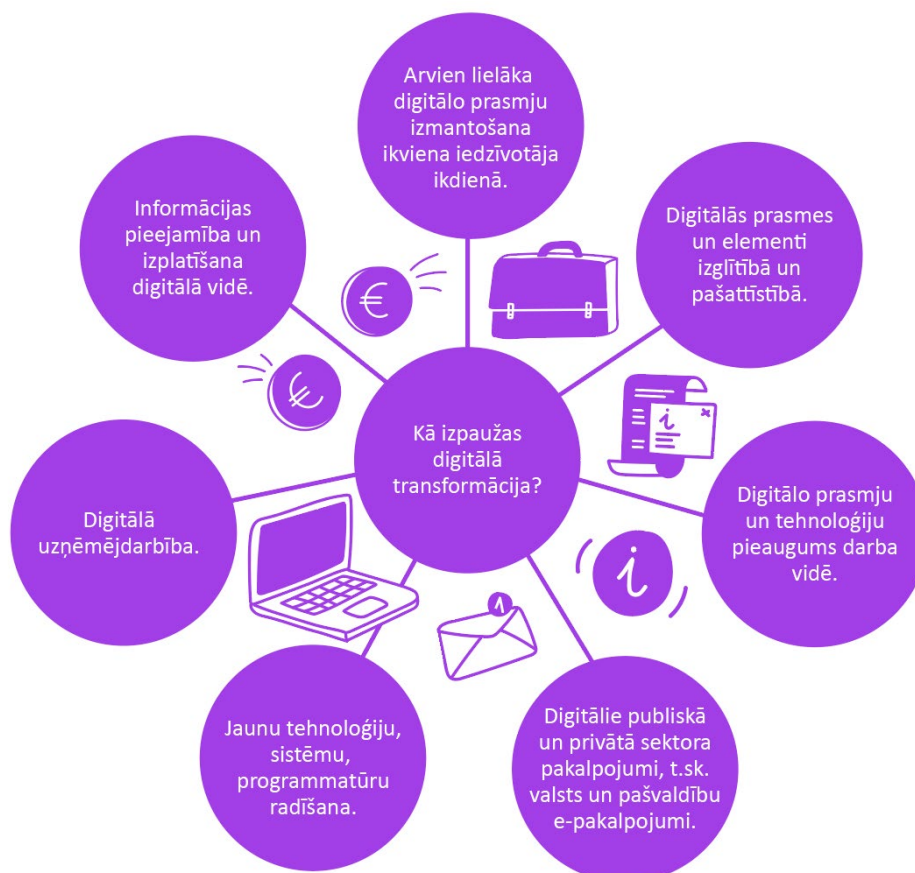 Arvien lielāka
digitālo prasmju
izmantošana
ikviena iedzīvotāja
ikdienā.
Informācijas
pieejamība un
izplatīšana
digitālā vidē.
Digitālās prasmes
un elementi
izglītībā un
pašattīstībā.
€
€
i
Kā izpaužas
digitālā
transformācija?
Digitālā
uzņēmējdarbība.
Digitālo prasmju
un tehnoloģiju
pieaugums darba
vidē.
i
1
Jaunu tehnoloģiju,
sistēmu,
programmatūru
radīšana.
Digitālie publiskā
un privātā sektora
pakalpojumi, t.sk.
valsts un pašvaldību
e-pakalpojumi.